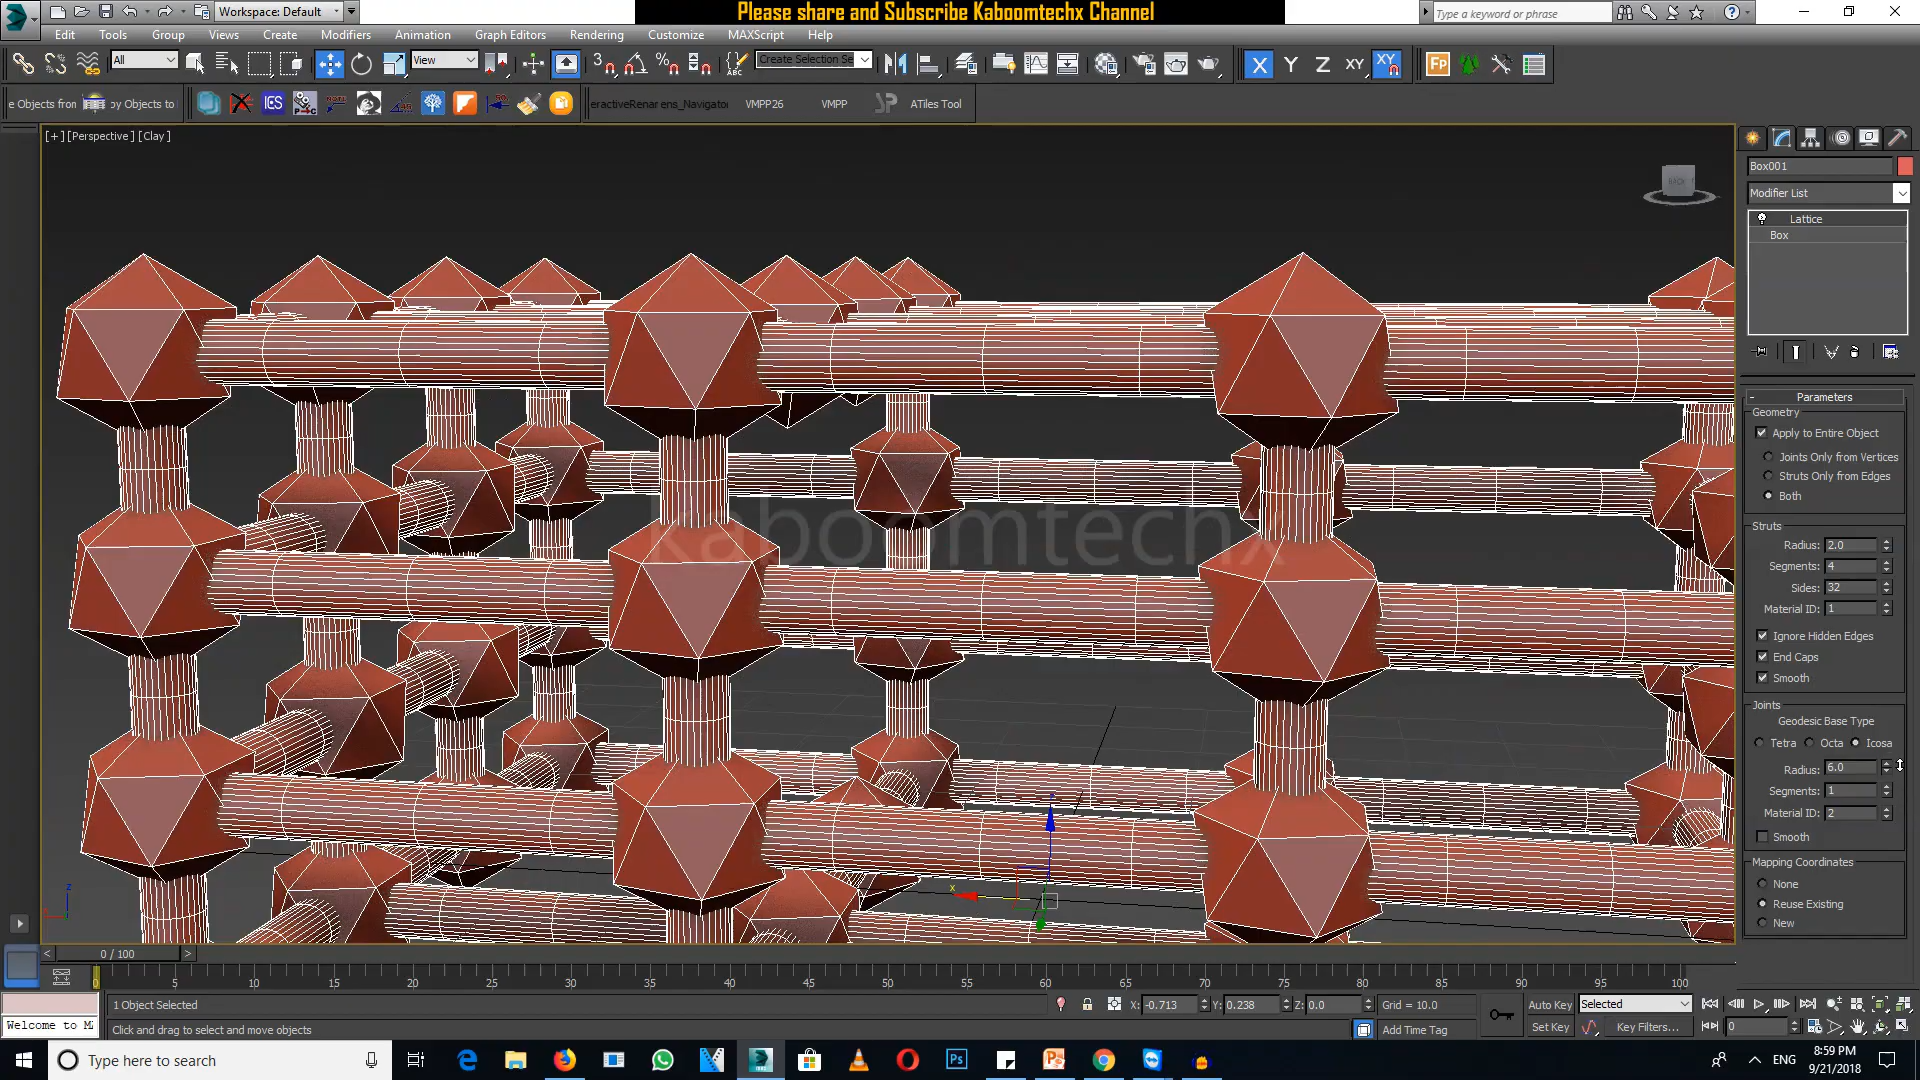 Workspace: Default
Please share and Subscribe Kaboomtechx Channel
Type a keyword or phrase
Edit Tools Group Views Create Modifiers Animation Graph Editors Rendering Customize MAXScript Help
All
View
Create Selection Se
X Y Z XY XY
e Objects from
by Objects to
IES
eractiveRenar
ens_Navigator
VMPP26
VMPP
ATiles Tool
[+] [Perspective] [Clay]
kaboomtechx
Box001
Modifier List
Lattice
Box
Parameters
Geometry
Apply to Entire Object
Joints Only from Vertices
Struts Only from Edges
Both
Struts
Radius: 2.0
Segments: 4
Sides: 32
Material ID: 1
Ignore Hidden Edges
End Caps
Smooth
Joints
Geodesic Base Type
Tetra Octa Icosa
Radius: 6.0
Segments: 1
Material ID: 2
Smooth
Mapping Coordinates
None
Reuse Existing
New
x
z
0 / 100
0 5 10 15 20 25 30 35 40 45 50 55 60 65 70 75 80 85 90 95 100
1 Object Selected
X: -0.713 Y: 0.238 Z: 0.0
Grid = 10.0
Auto Key
Selected
Welcome to M
Click and drag to select and move objects
Add Time Tag
Set Key
Key Filters...
0
Type here to search
ENG
8:59 PM
9/21/2018